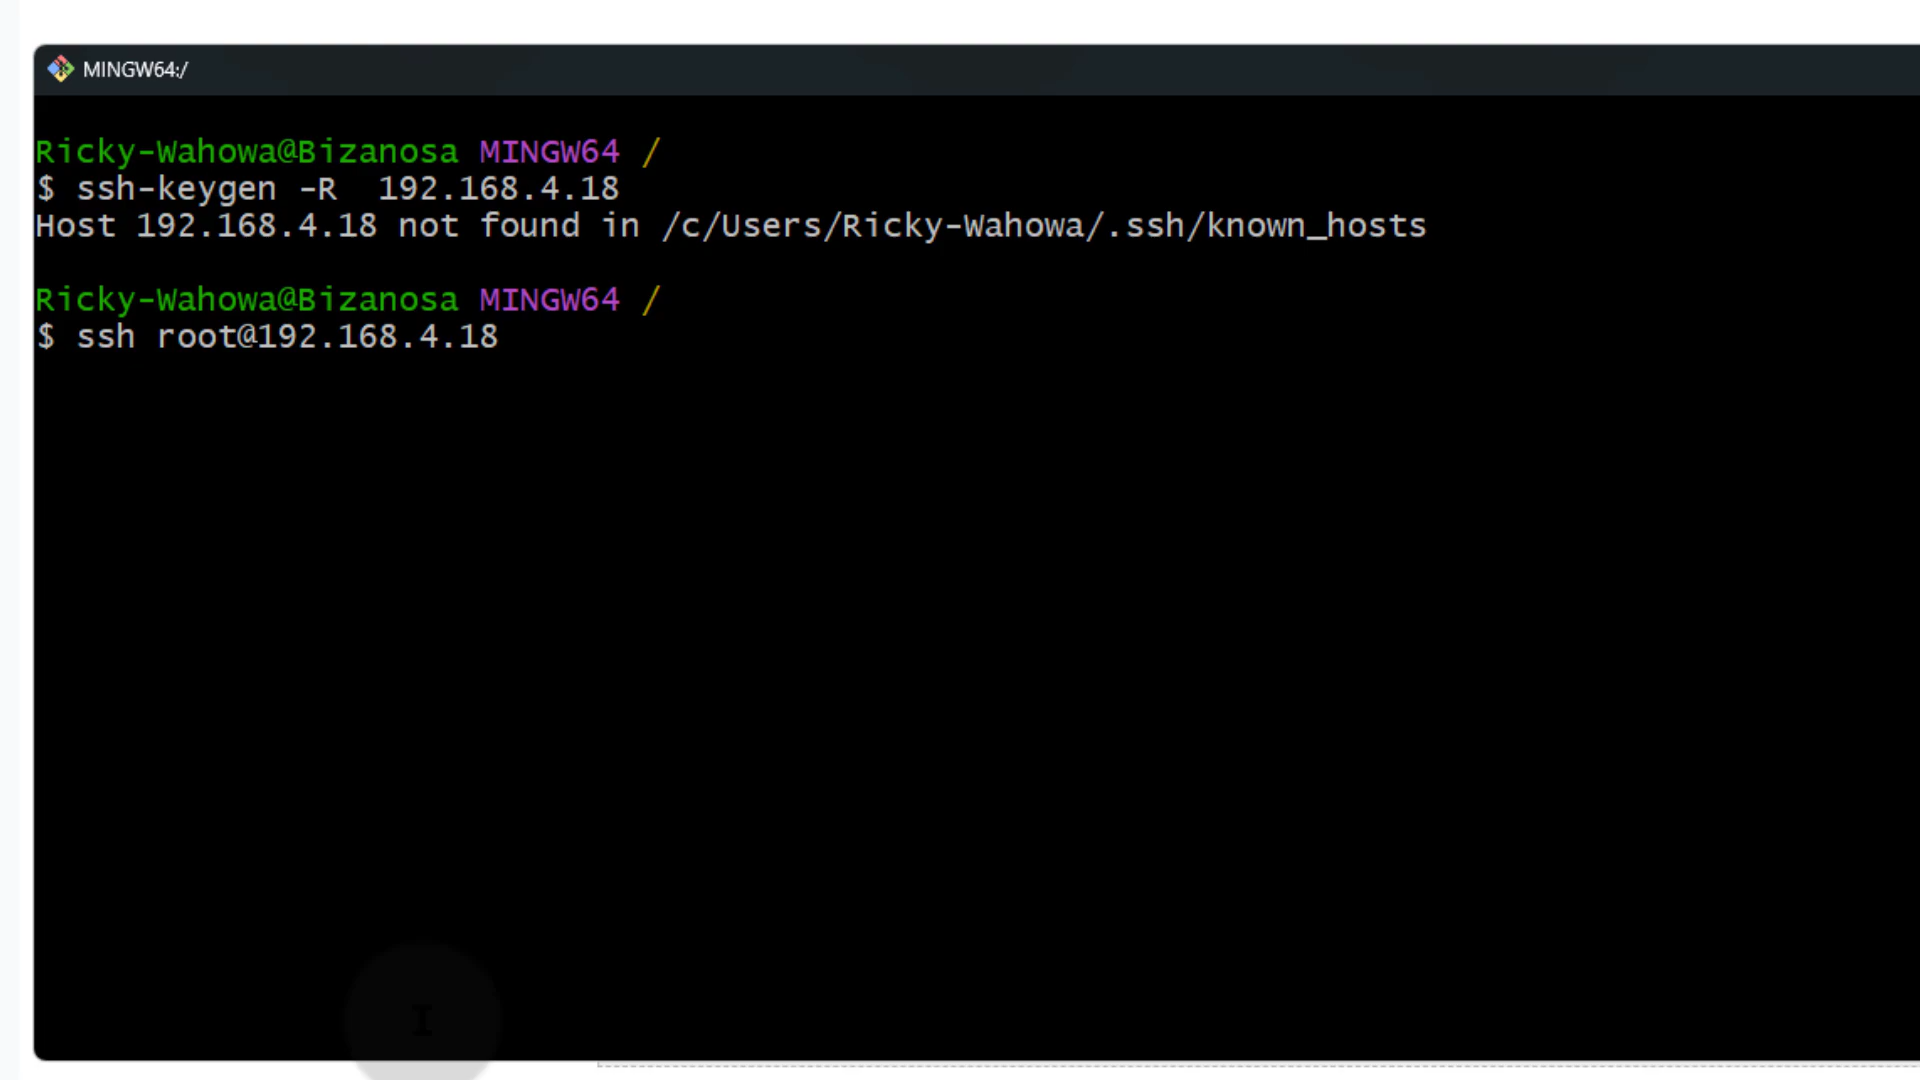 MINGW64:/
Ricky-Wahowa@Bizanosa MINGW64 /
$ ssh-keygen -R  192.168.4.18
Host 192.168.4.18 not found in /c/Users/Ricky-Wahowa/.ssh/known_hosts
Ricky-Wahowa@Bizanosa MINGW64 /
$ ssh root@192.168.4.18